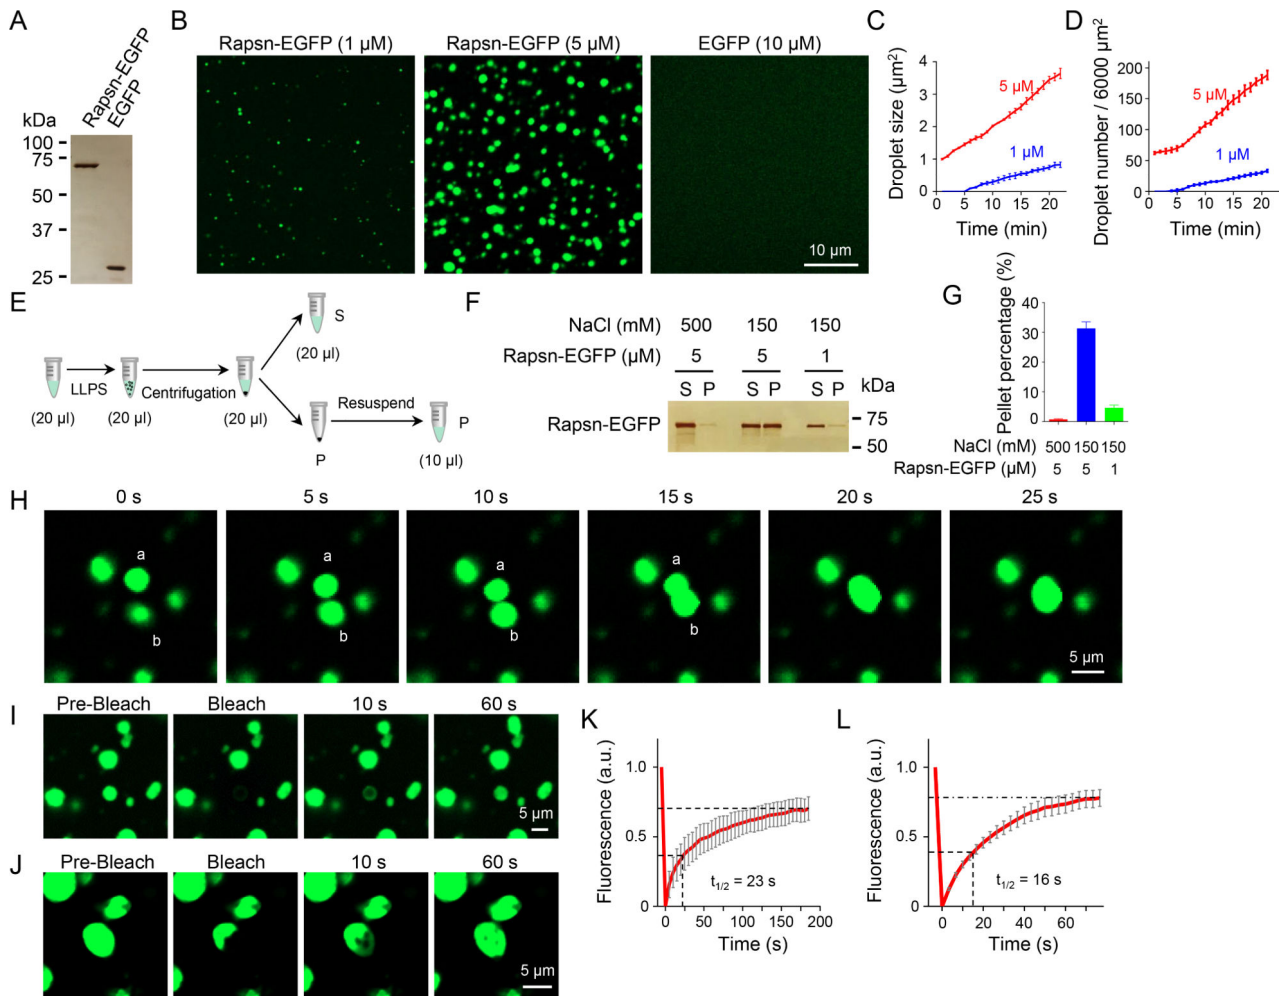 A
Rapsn-EGFP
EGFP
kDa
100
75
50
37
25
B
Rapsn-EGFP (1 µM)
Rapsn-EGFP (5 µM)
EGFP (10 µM)
10 µm
C
Droplet size (µm²)
4
3
2
1
0
5 µM
1 µM
0 5 10 15 20
Time (min)
D
Droplet number / 6000 µm²
200
150
100
50
0
5 µM
1 µM
0 5 10 15 20
Time (min)
E
(20 µl)
LLPS
(20 µl)
Centrifugation
(20 µl)
S
(20 µl)
P
Resuspend
P
(10 µl)
F
NaCl (mM) 500 150 150
Rapsn-EGFP (µM) 5 5 1
S P S P S P kDa
Rapsn-EGFP
75
50
G
Pellet percentage (%)
40
30
20
10
0
NaCl (mM) 500 150 150
Rapsn-EGFP (µM) 5 5 1
H
0 s 5 s 10 s 15 s 20 s 25 s
a a a a
b b b b
5 µm
I
Pre-Bleach Bleach 10 s 60 s
5 µm
J
Pre-Bleach Bleach 10 s 60 s
5 µm
K
Fluorescence (a.u.)
1.0
0.5
0
t1/2 = 23 s
0 50 100 150 200
Time (s)
L
Fluorescence (a.u.)
1.0
0.5
0
t1/2 = 16 s
0 20 40 60
Time (s)